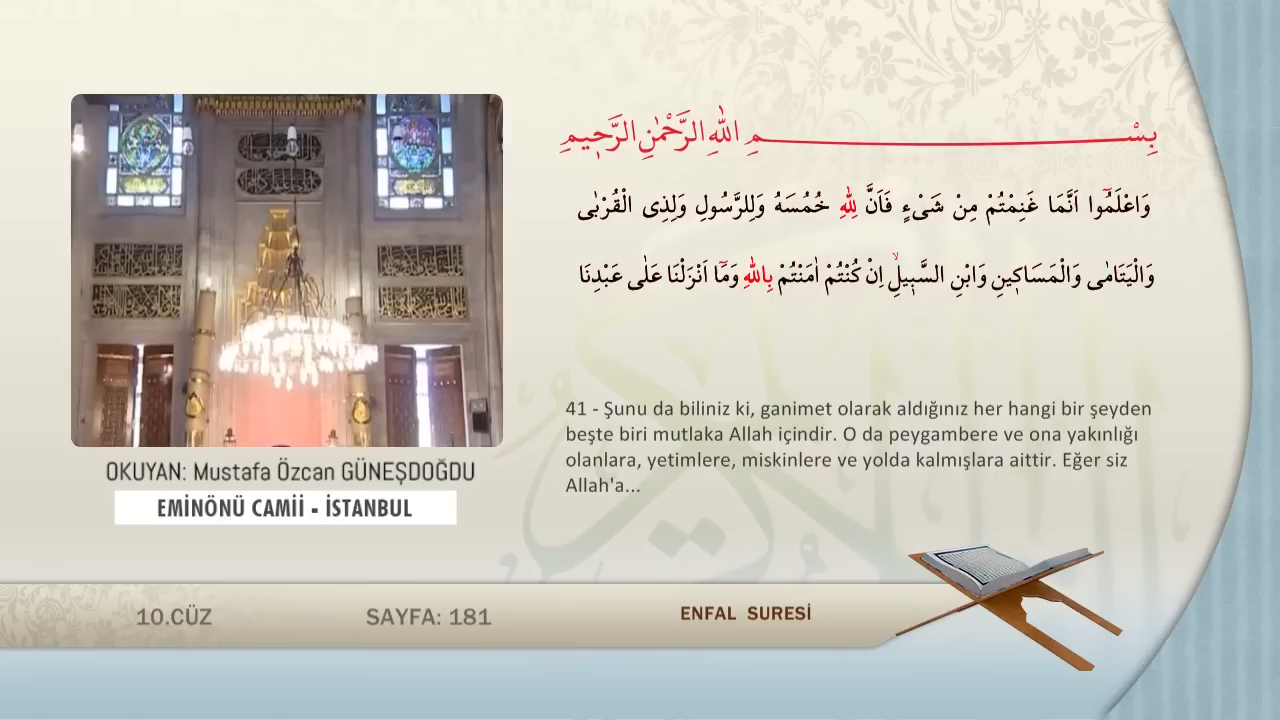 بِسْمِ اللّٰهِ الرَّحْمٰنِ الرَّحٖيمِ
وَاعْلَمُٓوا اَنَّمَا غَنِمْتُمْ مِنْ شَىْءٍ فَاَنَّ لِلّٰهِ خُمُسَهُ وَلِلرَّسُولِ وَلِذِى الْقُرْبٰى
وَالْيَتَامٰى وَالْمَسَاكٖينِ وَابْنِ السَّبٖيلِۙ اِنْ كُنْتُمْ اٰمَنْتُمْ بِاللّٰهِ وَمَٓا اَنْزَلْنَا عَلٰى عَبْدِنَا
41 - Şunu da biliniz ki, ganimet olarak aldığınız her hangi bir şeyden
beşte biri mutlaka Allah içindir. O da peygambere ve ona yakınlığı
olanlara, yetimlere, miskinlere ve yolda kalmışlara aittir. Eğer siz
Allah'a...
OKUYAN: Mustafa Özcan GÜNEŞDOĞDU
EMİNÖNÜ CAMİİ - İSTANBUL
10.CÜZ
SAYFA: 181
ENFAL SURESİ